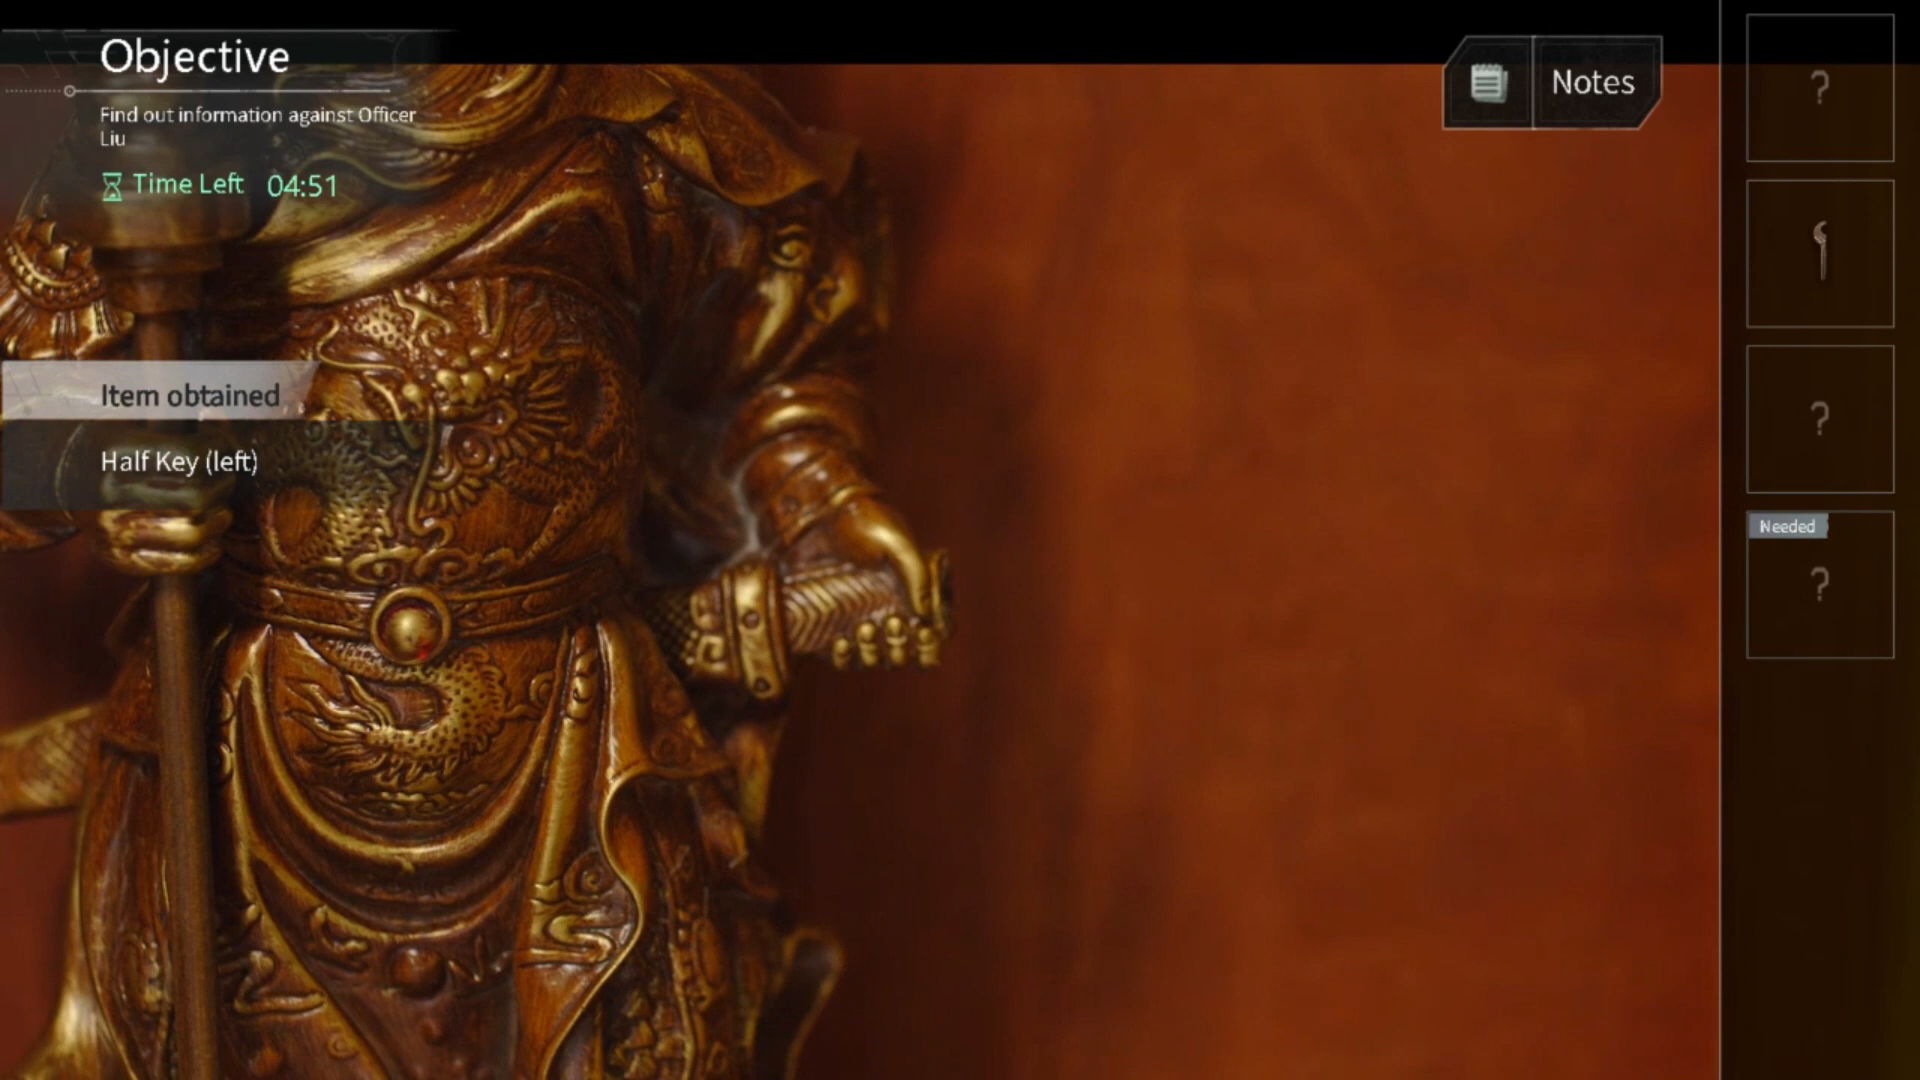 Objective
Find out information against Officer
Liu
Time Left 04:51
Item obtained
Half Key (left)
Notes
?
?
Needed
?